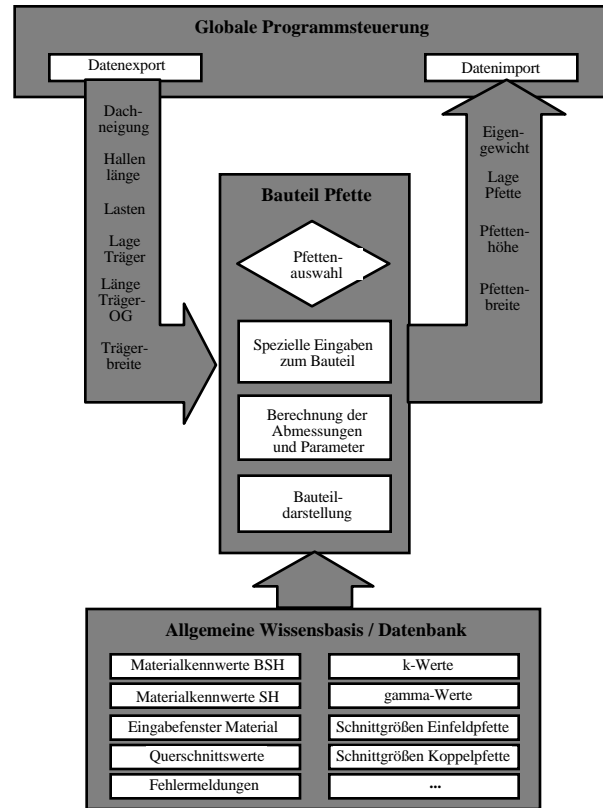 Globale Programmsteuerung
Datenexport
Datenimport
Dach-
neigung
Hallen
länge
Lasten
Lage
Träger
Länge
Träger-
OG
Träger-
breite
Eigen-
gewicht
Lage
Pfette
Pfetten-
höhe
Pfetten-
breite
Bauteil Pfette
Pfetten-
auswahl
Spezielle Eingaben
zum Bauteil
Berechnung der
Abmessungen
und Parameter
Bauteil-
darstellung
Allgemeine Wissensbasis / Datenbank
Materialkennwerte BSH
k-Werte
Materialkennwerte SH
gamma-Werte
Eingabefenster Material
Schnittgrößen Einfeldpfette
Querschnittswerte
Schnittgrößen Koppelpfette
Fehlermeldungen
...